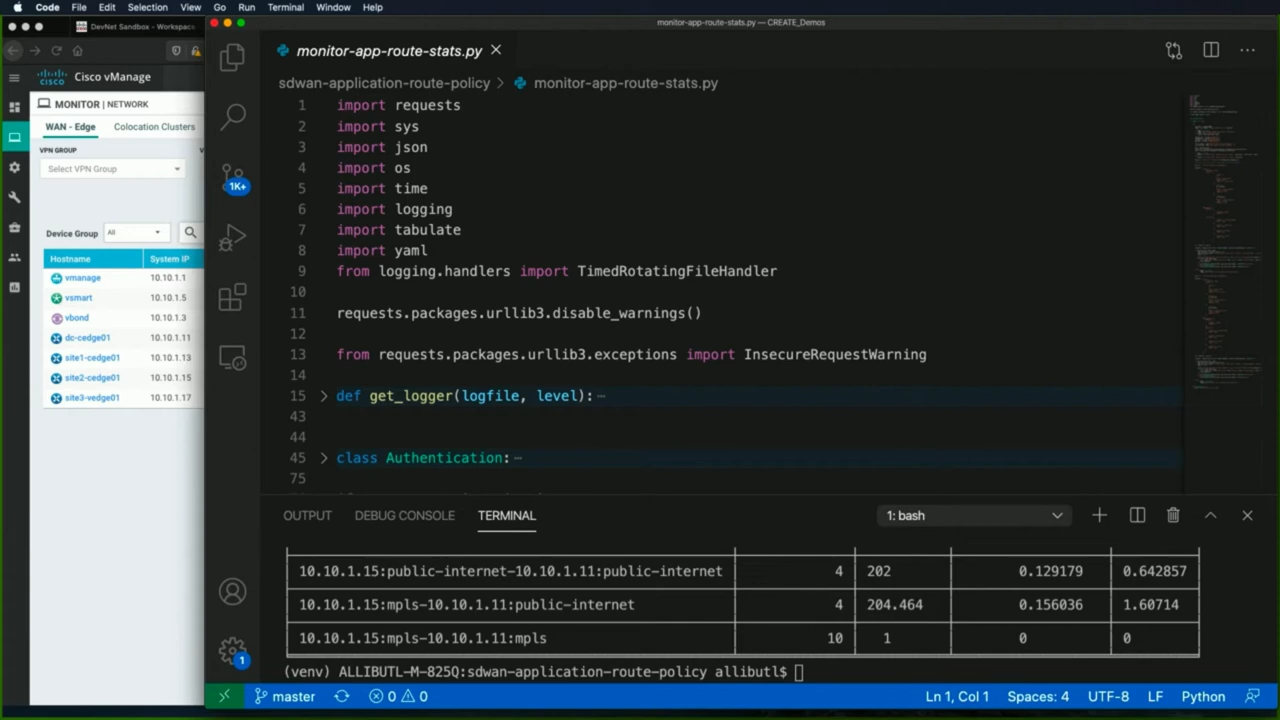 Code File Edit Selection View Go Run Terminal Window Help
DevNet Sandbox - Workspace
monitor-app-route-stats.py — CREATE_Demos
Cisco vManage
CISCO
MONITOR | NETWORK
WAN - Edge Colocation Clusters
VPN GROUP V
Select VPN Group
Device Group All
Hostname System IP
vmanage 10.10.1.1
vsmart 10.10.1.5
vbond 10.10.1.3
dc-cedge01 10.10.1.11
site1-cedge01 10.10.1.13
site2-cedge01 10.10.1.15
site3-vedge01 10.10.1.17
1K+
1
monitor-app-route-stats.py
sdwan-application-route-policy > monitor-app-route-stats.py
1 import requests
2 import sys
3 import json
4 import os
5 import time
6 import logging
7 import tabulate
8 import yaml
9 from logging.handlers import TimedRotatingFileHandler
10
11 requests.packages.urllib3.disable_warnings()
12
13 from requests.packages.urllib3.exceptions import InsecureRequestWarning
14
15 def get_logger(logfile, level):
43
44
45 class Authentication:
75
OUTPUT DEBUG CONSOLE TERMINAL 1: bash
10.10.1.15:public-internet-10.10.1.11:public-internet 4 202 0.129179 0.642857
10.10.1.15:mpls-10.10.1.11:public-internet 4 204.464 0.156036 1.60714
10.10.1.15:mpls-10.10.1.11:mpls 10 1 0 0
(venv) ALLIBUTL-M-825Q:sdwan-application-route-policy allibutl$
master 0 0 Ln 1, Col 1 Spaces: 4 UTF-8 LF Python